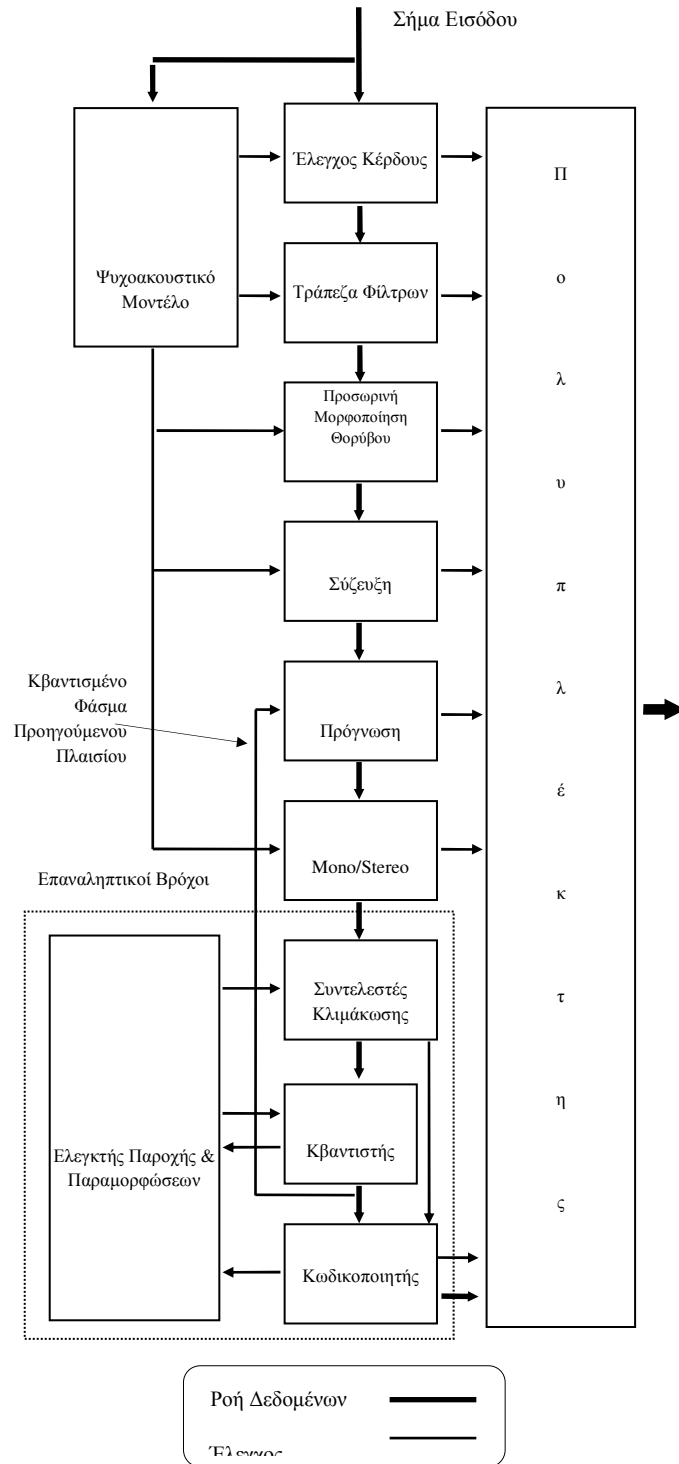 Σήμα Εισόδου
Έλεγχος Κέρδους
Ψυχοακουστικό
Μοντέλο
Τράπεζα Φίλτρων
Προσωρινή
Μορφοποίηση
Θορύβου
Σύζευξη
Κβαντισμένο
Φάσμα
Προηγούμενου
Πλαισίου
Πρόγνωση
Mono/Stereo
Επαναληπτικοί Βρόχοι
Συντελεστές
Κλιμάκωσης
Ελεγκτής Παροχής &
Παραμορφώσεων
Κβαντιστής
Κωδικοποιητής
Π
ο
λ
υ
π
λ
έ
κ
τ
η
ς
Ροή Δεδομένων
Έλεγχος